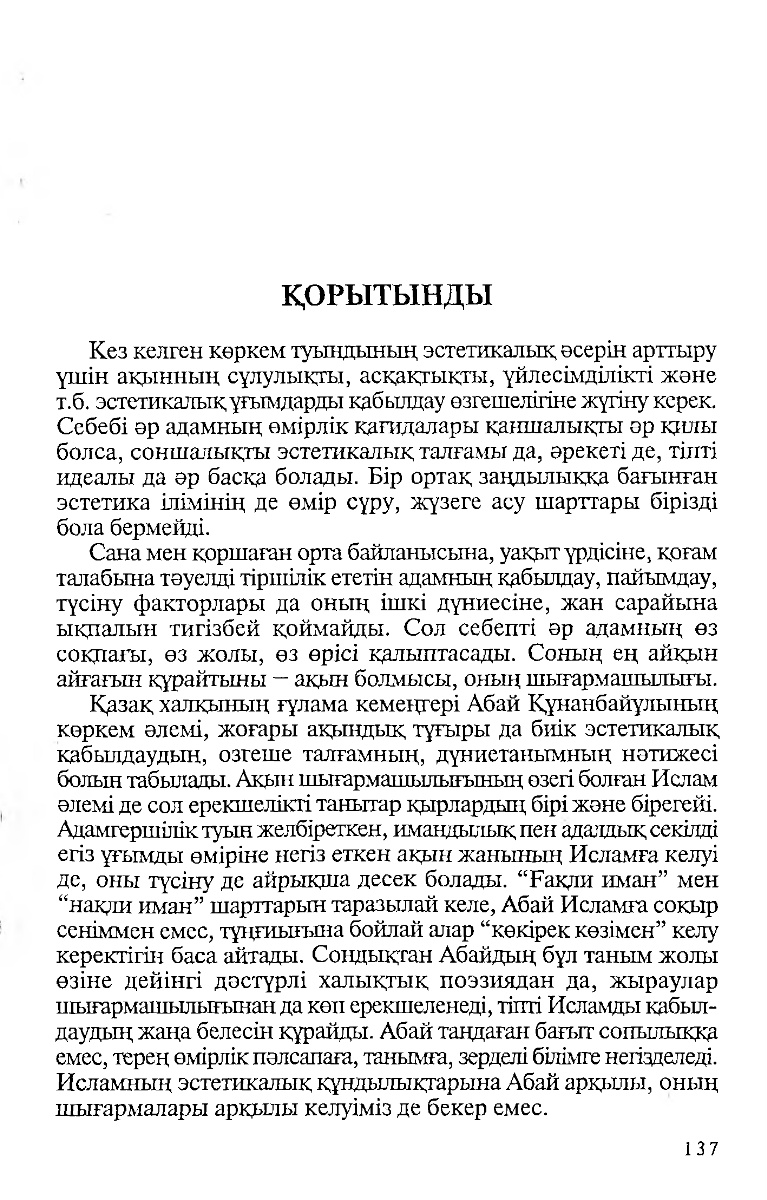 ҚОРЫТЫНДЫ
Кез келген көркем туындының эстетикалық әсерін арттыру
үшін ақынның сұлулықты, асқақтықты, үйлесімділікті және
т.б. эстетикалық ұғымдарды қабылдау өзгешелігіне жүгіну керек.
Себебі әр адамның өмірлік қағидалары қаншалықты әр қилы
болса, соншалықты эстетикалық талғамы да, әрекеті де, тіпті
идеалы да әр басқа болады. Бір ортақ заңдылыққа бағынған
эстетика ілімінің де өмір сүру, жүзеге асу шарттары бірізді
бола бермейді.
Сана мен қоршаған орта байланысына, уақыт үрдісіне, қоғам
талабына тәуелді тіршілік ететін адамның қабылдау, пайымдау,
түсіну факторлары да оның ішкі дүниесіне, жан сарайына
ықпалын тигізбей қоймайды. Сол себепті әр адамның өз
соқпағы, өз жолы, өз өрісі қалыптасады. Соның ең айқын
айғағын құрайтыны – ақын болмысы, оның шығармашылығы.
Қазақ халқының ғұлама кемеңгері Абай Құнанбайұлының
көркем әлемі, жоғары ақындық тұғыры да биік эстетикалық
қабылдаудың, өзгеше талғамның, дүниетанымның нәтижесі
болып табылады. Ақын шығармашылығының өзегі болған Ислам
әлемі де сол ерекшелікті танытар қырлардың бірі және бірегейі.
Адамгершілік туын желбіреткен, имандылық пен адалдық секілді
егіз ұғымды өміріне негіз еткен ақын жанының Исламға келуі
де, оны түсіну де айрықша десек болады. “Ғақли иман” мен
“нақли иман” шарттарын таразылай келе, Абай Исламға соқыр
сеніммен емес, тұңғиығына бойлай алар “көкірек көзімен” келу
керектігін баса айтады. Сондықтан Абайдың бұл таным жолы
өзіне дейінгі дәстүрлі халықтық поэзиядан да, жыраулар
шығармашылығынан да көп ерекшеленеді, тіпті Исламды қабыл-
даудың жаңа белесін құрайды. Абай таңдаған бағыт сопылыққа
емес, терең өмірлік пәлсапаға, танымға, зерделі білімге негізделеді.
Исламның эстетикалық құндылықтарына Абай арқылы, оның
шығармалары арқылы келуіміз де бекер емес.
137